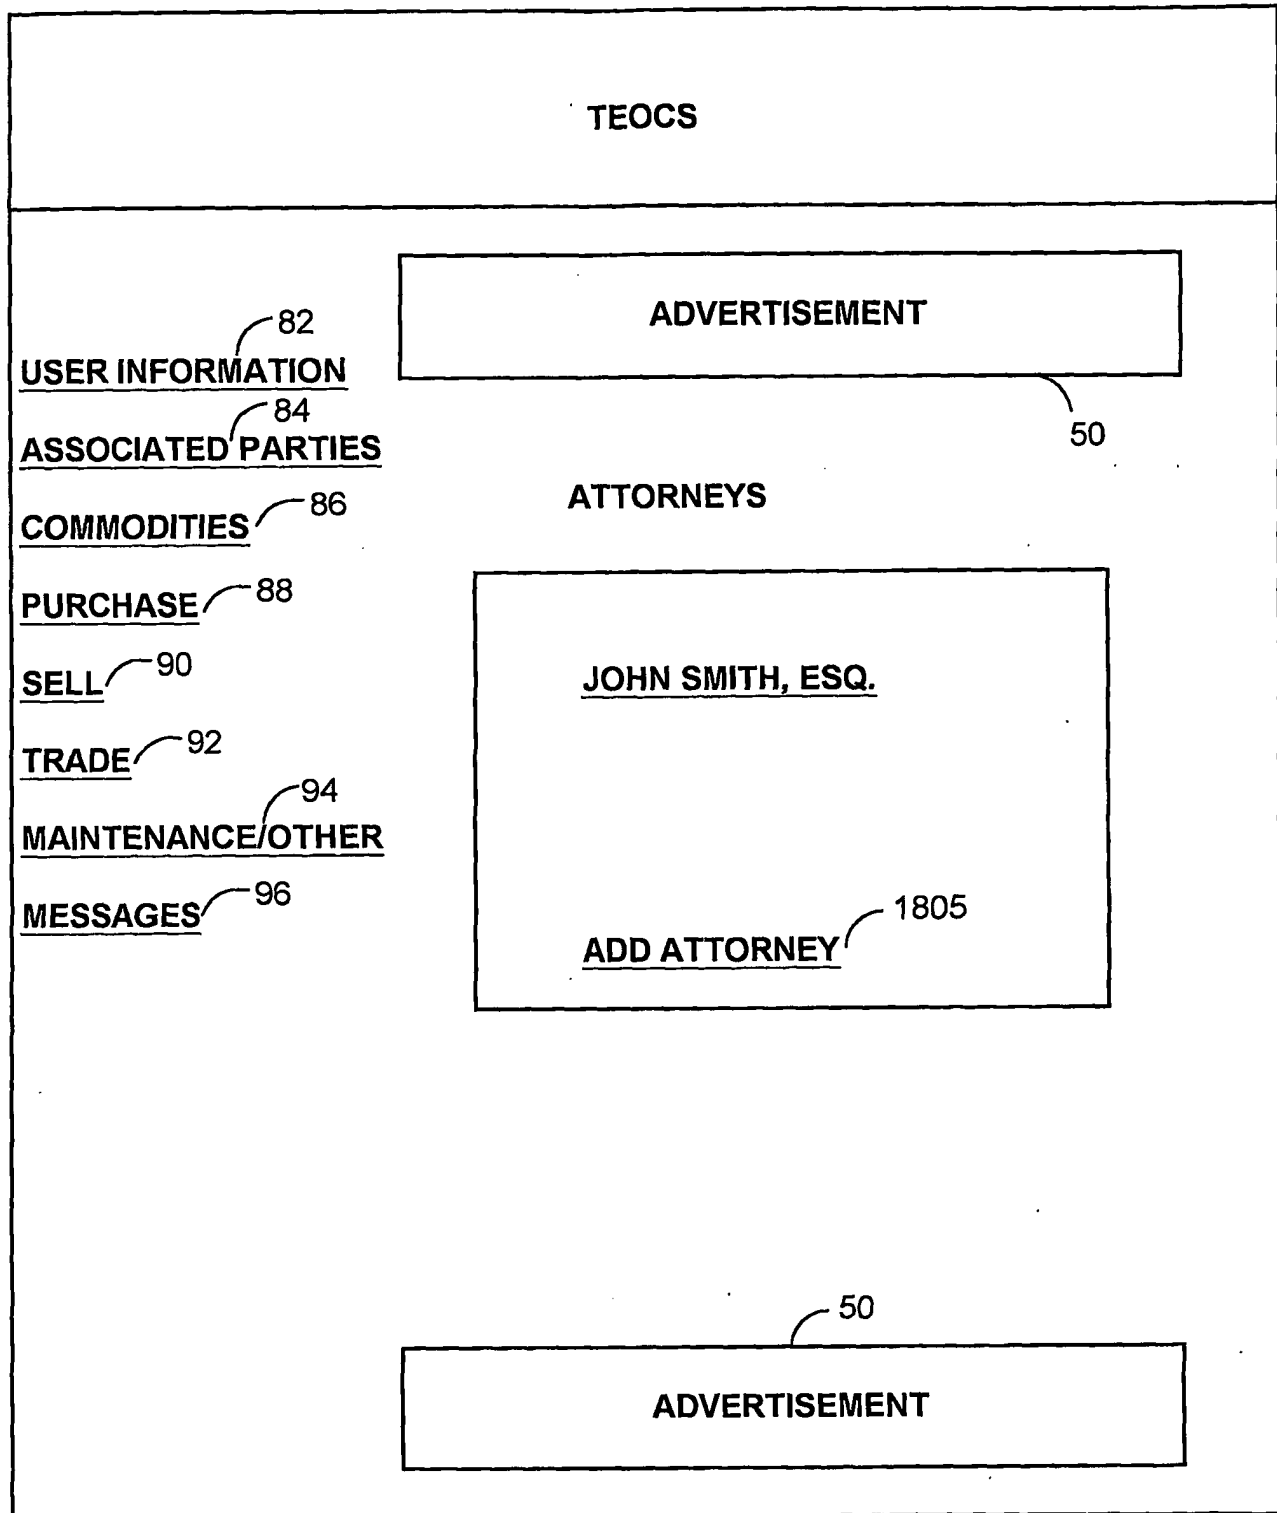 TEOCS
ADVERTISEMENT
50
82
USER INFORMATION
84
ASSOCIATED PARTIES
86
COMMODITIES
88
PURCHASE
90
SELL
92
TRADE
94
MAINTENANCE/OTHER
96
MESSAGES
ATTORNEYS
JOHN SMITH, ESQ.
1805
ADD ATTORNEY
50
ADVERTISEMENT